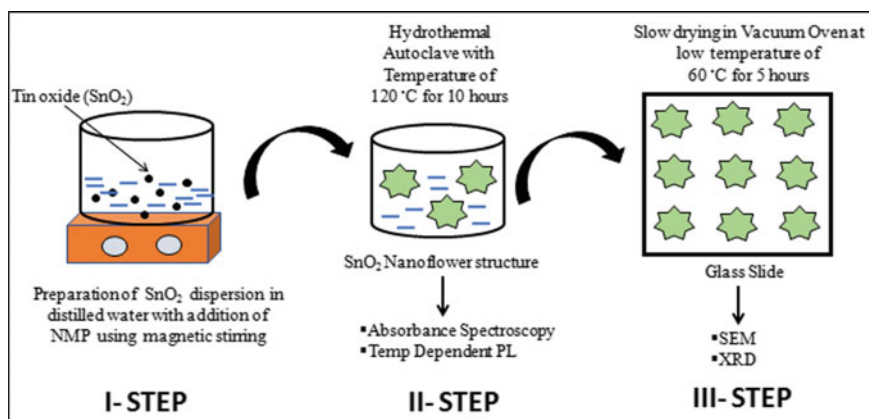 Tin oxide (SnO₂)
Preparation of SnO₂ dispersion in
distilled water with addition of
NMP using magnetic stirring
I- STEP
Hydrothermal
Autoclave with
Temperature of
120 ˚C for 10 hours
SnO₂ Nanoflower structure
▪Absorbance Spectroscopy
▪Temp Dependent PL
II- STEP
Slow drying in Vacuum Oven at
low temperature of
60 ˚C for 5 hours
Glass Slide
▪SEM
▪XRD
III- STEP